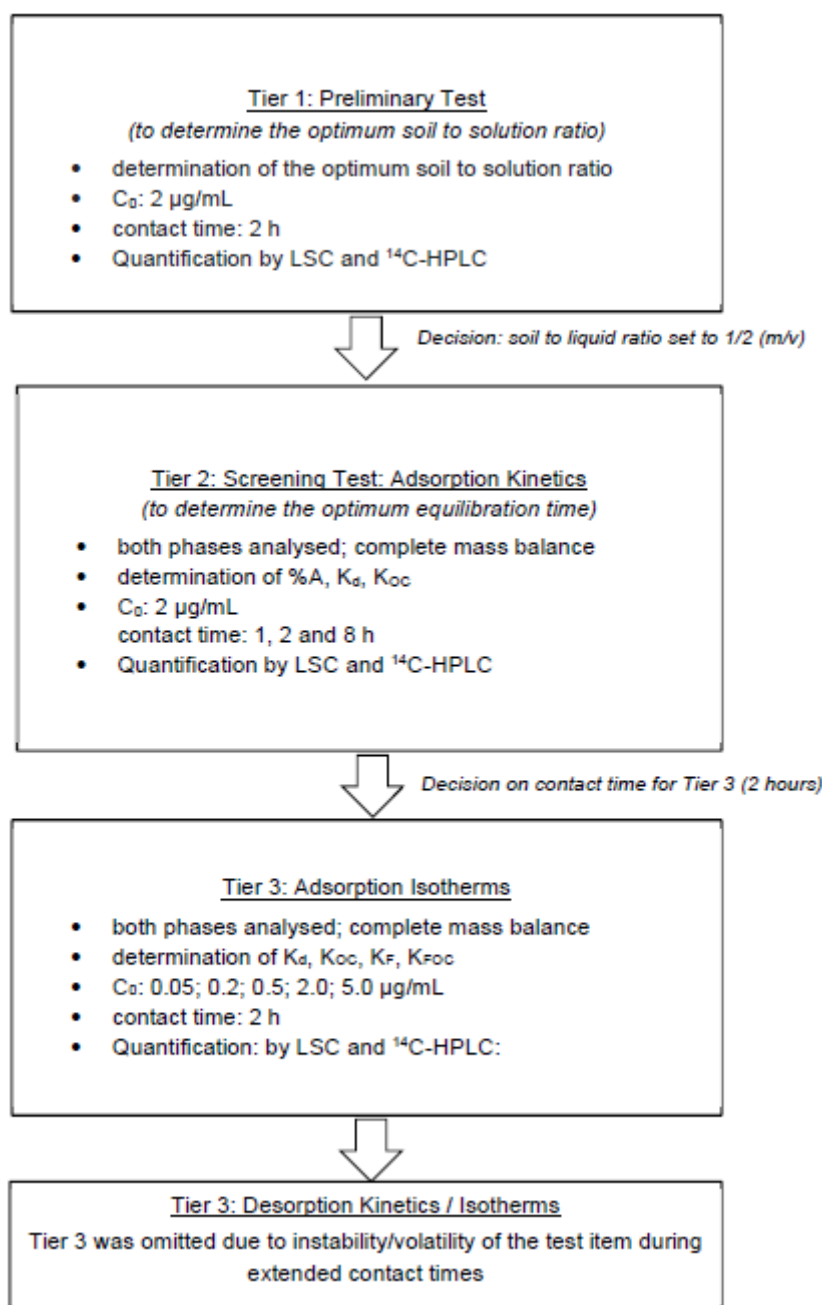 Tier 1: Preliminary Test
(to determine the optimum soil to solution ratio)
• determination of the optimum soil to solution ratio
• C₀: 2 µg/mL
• contact time: 2 h
• Quantification by LSC and ¹⁴C-HPLC
Decision: soil to liquid ratio set to 1/2 (m/v)
Tier 2: Screening Test: Adsorption Kinetics
(to determine the optimum equilibration time)
• both phases analysed; complete mass balance
• determination of %A, Kd, KOC
• C₀: 2 µg/mL
contact time: 1, 2 and 8 h
• Quantification by LSC and ¹⁴C-HPLC
Decision on contact time for Tier 3 (2 hours)
Tier 3: Adsorption Isotherms
• both phases analysed; complete mass balance
• determination of Kd, KOC, KF, KFOC
• C₀: 0.05; 0.2; 0.5; 2.0; 5.0 µg/mL
• contact time: 2 h
• Quantification: by LSC and ¹⁴C-HPLC:
Tier 3: Desorption Kinetics / Isotherms
Tier 3 was omitted due to instability/volatility of the test item during
extended contact times